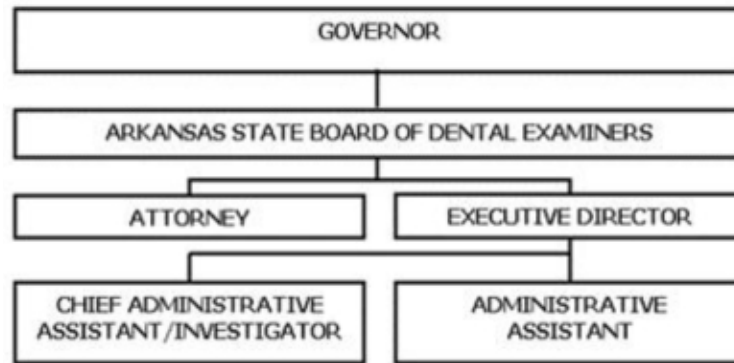 GOVERNOR
ARKANSAS STATE BOARD OF DENTAL EXAMINERS
ATTORNEY
EXECUTIVE DIRECTOR
CHIEF ADMINISTRATIVE
ASSISTANT/INVESTIGATOR
ADMINISTRATIVE
ASSISTANT